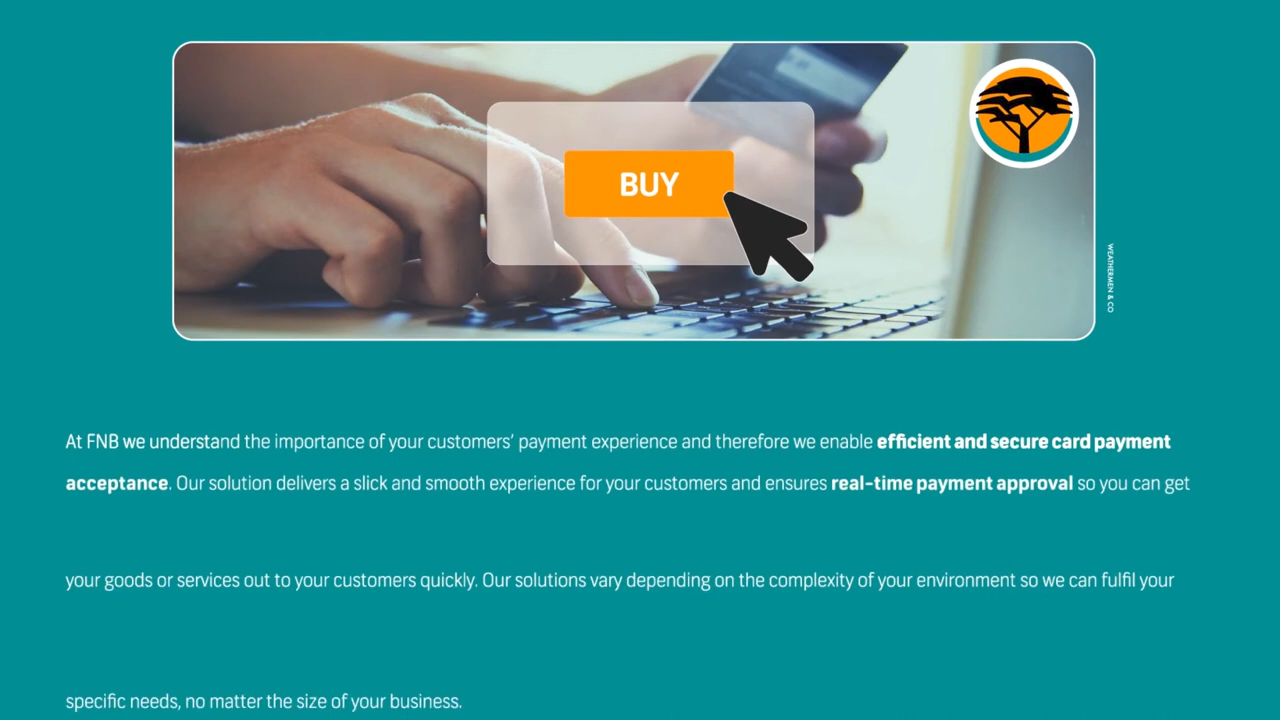 BUY
WEATHERMEN & CO
At FNB we understand the importance of your customers’ payment experience and therefore we enable efficient and secure card payment
acceptance. Our solution delivers a slick and smooth experience for your customers and ensures real-time payment approval so you can get
your goods or services out to your customers quickly. Our solutions vary depending on the complexity of your environment so we can fulfil your
specific needs, no matter the size of your business.